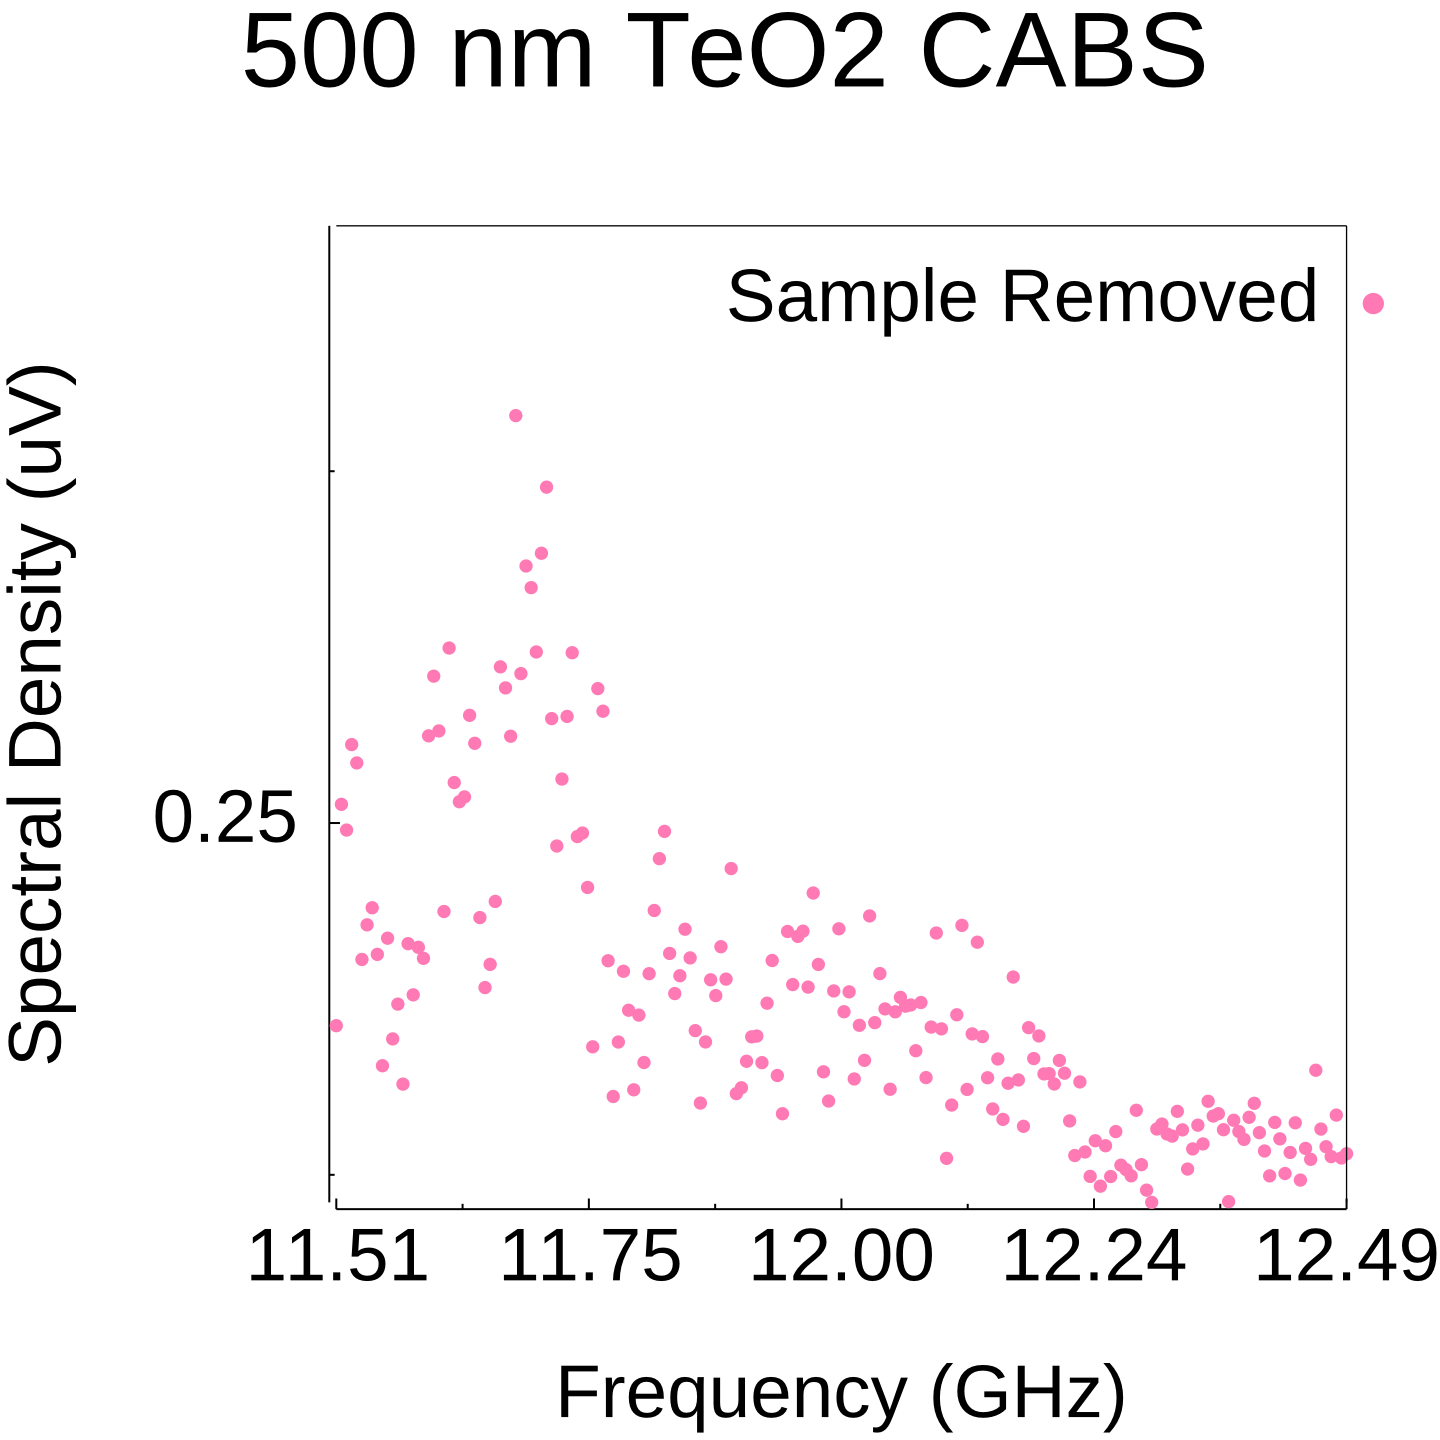 500 nm TeO2 CABS
Sample Removed
Spectral Density (uV)
0.25
11.51 11.75 12.00 12.24 12.49
Frequency (GHz)